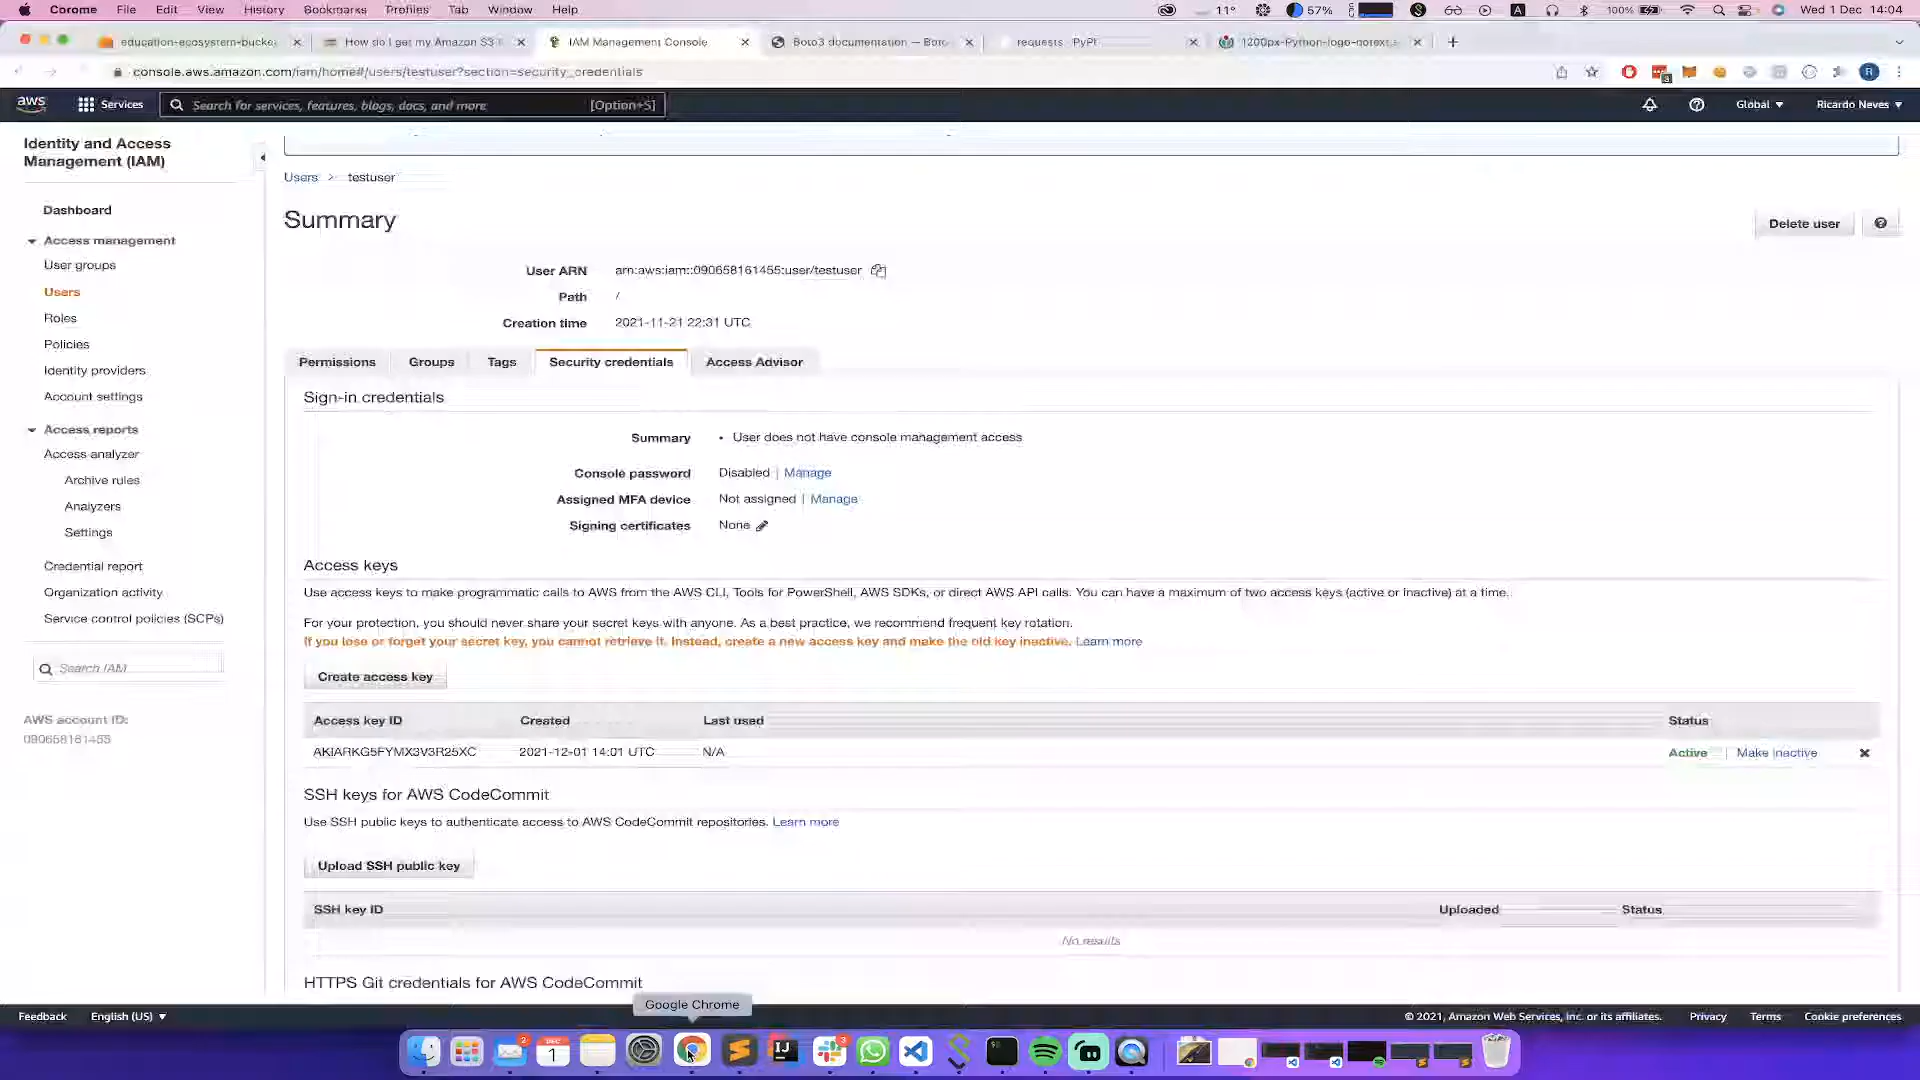 Chrome File Edit View History Bookmarks Profiles Tab Window Help 11° 57% 100% Wed 1 Dec 14:04
education-ecosystem-bucke How do I get my Amazon S3 IAM Management Console Boto3 documentation — Boto requests · PyPI 1200px-Python-logo-notext.s
console.aws.amazon.com/iam/home#/users/testuser?section=security_credentials
aws Services Search for services, features, blogs, docs, and more [Option+S] Global Ricardo Neves
Identity and Access
Management (IAM)
Dashboard
Access management
User groups
Users
Roles
Policies
Identity providers
Account settings
Access reports
Access analyzer
Archive rules
Analyzers
Settings
Credential report
Organization activity
Service control policies (SCPs)
Search IAM
AWS account ID:
090658161455
Users > testuser
Summary
Delete user
User ARN arn:aws:iam::090658161455:user/testuser
Path /
Creation time 2021-11-21 22:31 UTC
Permissions Groups Tags Security credentials Access Advisor
Sign-in credentials
Summary • User does not have console management access
Console password Disabled | Manage
Assigned MFA device Not assigned | Manage
Signing certificates None
Access keys
Use access keys to make programmatic calls to AWS from the AWS CLI, Tools for PowerShell, AWS SDKs, or direct AWS API calls. You can have a maximum of two access keys (active or inactive) at a time.
For your protection, you should never share your secret keys with anyone. As a best practice, we recommend frequent key rotation.
If you lose or forget your secret key, you cannot retrieve it. Instead, create a new access key and make the old key inactive. Learn more
Create access key
Access key ID Created Last used Status
AKIARKG5FYMX3V3R25XC 2021-12-01 14:01 UTC N/A Active | Make inactive
SSH keys for AWS CodeCommit
Use SSH public keys to authenticate access to AWS CodeCommit repositories. Learn more
Upload SSH public key
SSH key ID Uploaded Status
No results
HTTPS Git credentials for AWS CodeCommit
Google Chrome
Feedback English (US) © 2021, Amazon Web Services, Inc. or its affiliates. Privacy Terms Cookie preferences